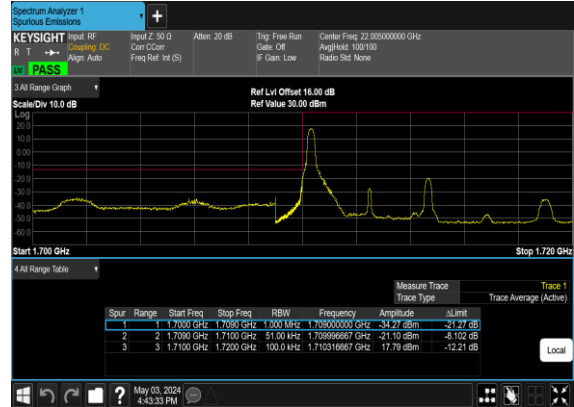 Spectrum Analyzer 1
Spurious Emissions
+
KEYSIGHT Input: RF Input Z: 50 Ω Atten: 20 dB Trig: Free Run Center Freq: 22.005000000 GHz
R T Coupling: DC Corr CCorr Gate: Off Avg|Hold: 100/100
Align: Auto Freq Ref: Int (S) IF Gain: Low Radio Std: None
LM PASS
3 All Range Graph
Ref Lvl Offset 16.00 dB
Scale/Div 10.0 dB Ref Value 30.00 dBm
Log
20.0
10.0
0.00
-10.0
-20.0
-30.0
-40.0
-50.0
-60.0
Start 1.700 GHz Stop 1.720 GHz
4 All Range Table
Measure Trace Trace 1
Trace Type Trace Average (Active)
Spur Range Start Freq Stop Freq RBW Frequency Amplitude ΔLimit
1 1 1.7000 GHz 1.7090 GHz 1.000 MHz 1.709000000 GHz -34.27 dBm -21.27 dB
2 2 1.7090 GHz 1.7100 GHz 51.00 kHz 1.709996667 GHz -21.10 dBm -8.102 dB
3 3 1.7100 GHz 1.7200 GHz 100.0 kHz 1.710316667 GHz 17.79 dBm -12.21 dB
Local
? May 03, 2024
4:43:33 PM